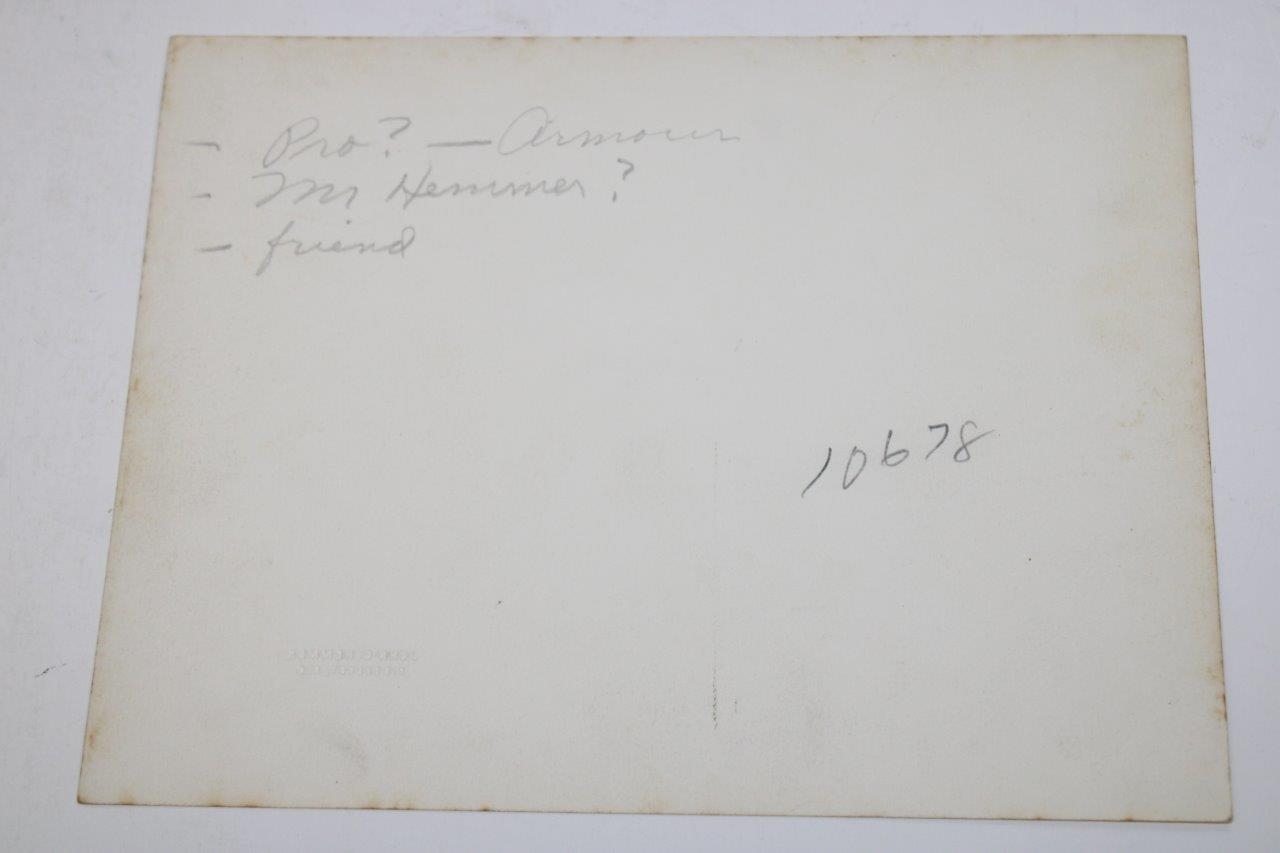 - Pro? — Armour
- Mr Hemmer?
- friend
10678